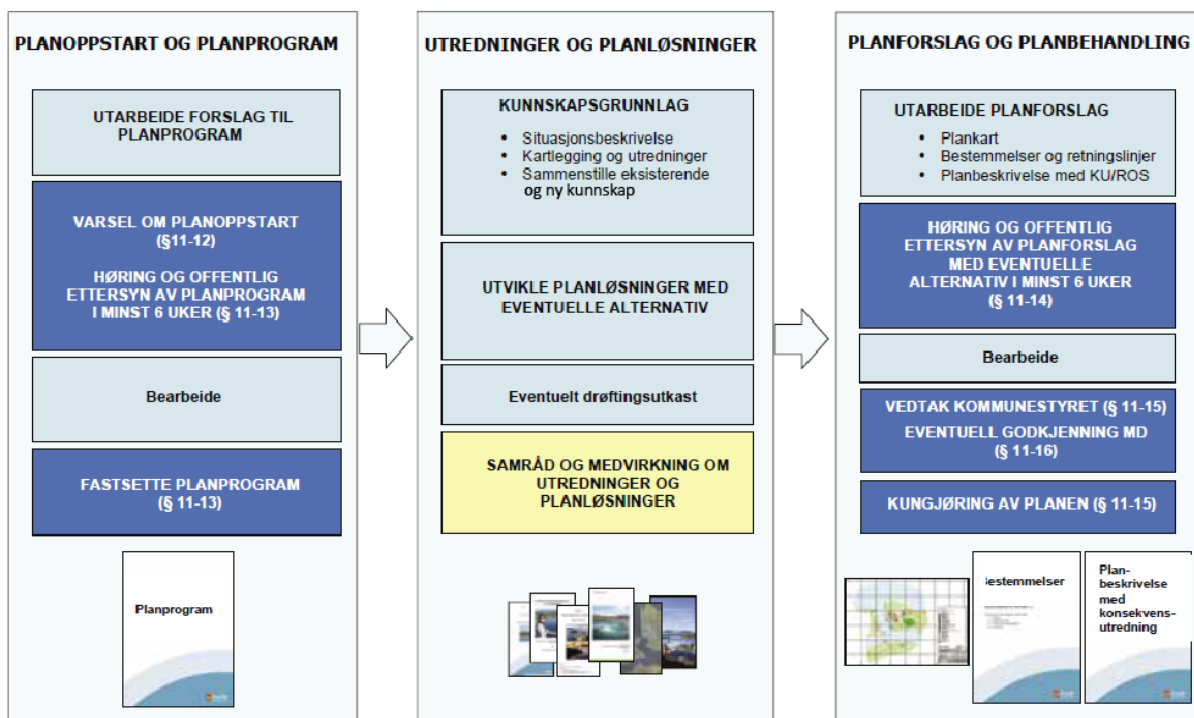 PLANOPPSTART OG PLANPROGRAM
UTARBEIDE FORSLAG TIL
PLANPROGRAM
VARSEL OM PLANOPPSTART
(§11-12)
HØRING OG OFFENTLIG
ETTERSYN AV PLANPROGRAM
I MINST 6 UKER (§ 11-13)
Bearbeide
FASTSETTE PLANPROGRAM
(§ 11-13)
Planprogram
UTREDNINGER OG PLANLØSNINGER
KUNNSKAPSGRUNNLAG
• Situasjonsbeskrivelse
• Kartlegging og utredninger
• Sammenstille eksisterende
og ny kunnskap
UTVIKLE PLANLØSNINGER MED
EVENTUELLE ALTERNATIV
Eventuelt drøftingsutkast
SAMRÅD OG MEDVIRKNING OM
UTREDNINGER OG
PLANLØSNINGER
PLANFORSLAG OG PLANBEHANDLING
UTARBEIDE PLANFORSLAG
• Plankart
• Bestemmelser og retningslinjer
• Planbeskrivelse med KU/ROS
HØRING OG OFFENTLIG
ETTERSYN AV PLANFORSLAG
MED EVENTUELLE
ALTERNATIV I MINST 6 UKER
(§ 11-14)
Bearbeide
VEDTAK KOMMUNESTYRET (§ 11-15)
EVENTUELL GODKJENNING MD
(§ 11-16)
KUNGJØRING AV PLANEN (§ 11-15)
Bestemmelser
Plan-
beskrivelse
med
konsekvens-
utredning